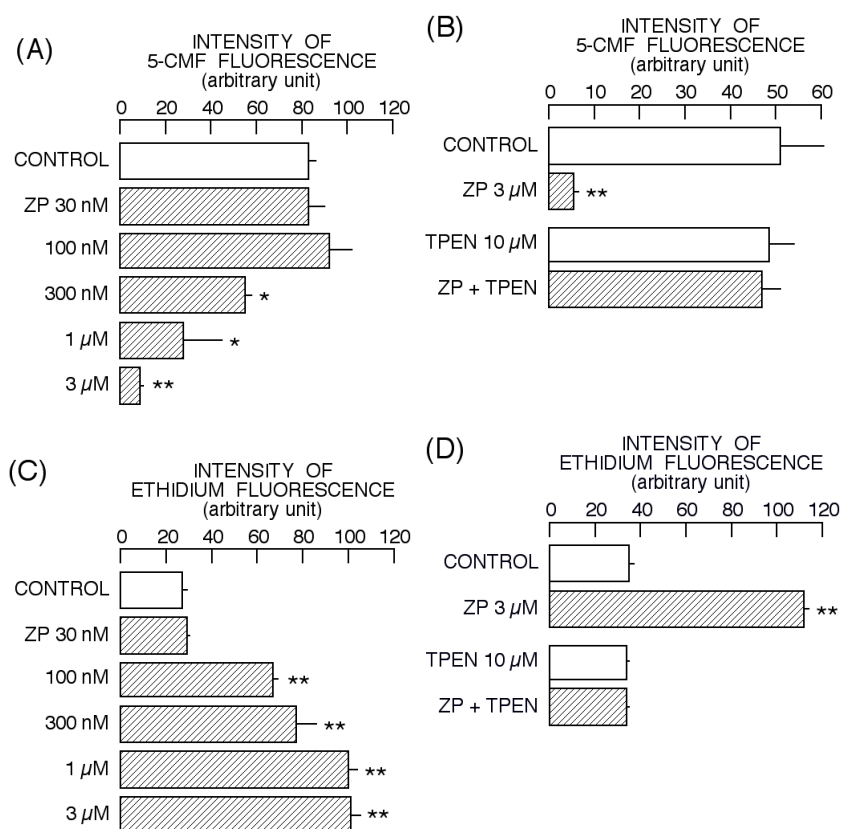 (A)
INTENSITY OF
5-CMF FLUORESCENCE
(arbitrary unit)
0 20 40 60 80 100 120
CONTROL
ZP 30 nM
100 nM
300 nM *
1 µM *
3 µM **
(B)
INTENSITY OF
5-CMF FLUORESCENCE
(arbitrary unit)
0 10 20 30 40 50 60
CONTROL
ZP 3 µM **
TPEN 10 µM
ZP + TPEN
(C)
INTENSITY OF
ETHIDIUM FLUORESCENCE
(arbitrary unit)
0 20 40 60 80 100 120
CONTROL
ZP 30 nM
100 nM **
300 nM **
1 µM **
3 µM **
(D)
INTENSITY OF
ETHIDIUM FLUORESCENCE
(arbitrary unit)
0 20 40 60 80 100 120
CONTROL
ZP 3 µM **
TPEN 10 µM
ZP + TPEN